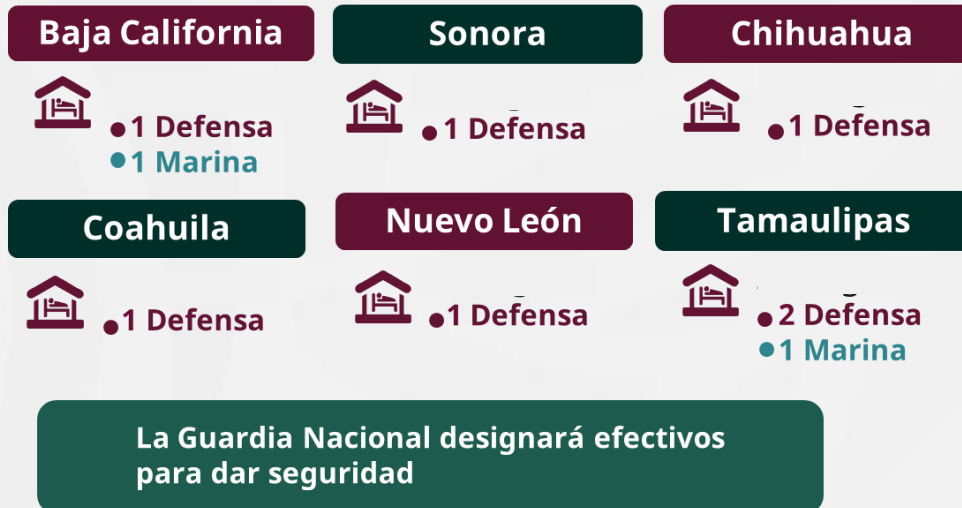 Baja California
Sonora
Chihuahua
1 Defensa
1 Marina
1 Defensa
1 Defensa
Coahuila
Nuevo León
Tamaulipas
1 Defensa
1 Defensa
2 Defensa
1 Marina
La Guardia Nacional designará efectivos
para dar seguridad